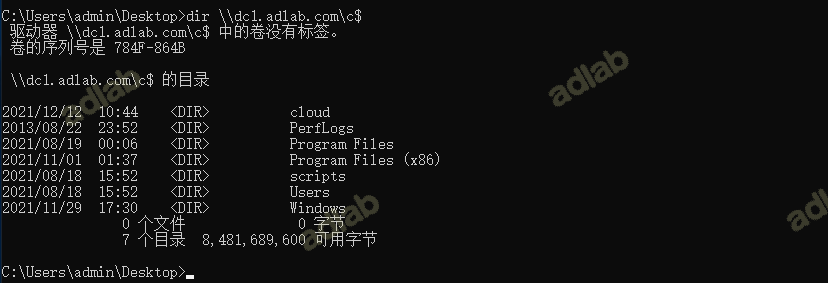 C:\Users\admin\Desktop>dir \\dc1.adlab.com\c$
驱动器 \\dc1.adlab.com\c$ 中的卷没有标签。
卷的序列号是 784F-864B
\\dc1.adlab.com\c$ 的目录
2021/12/12  10:44    <DIR>          cloud
2013/08/22  23:52    <DIR>          PerfLogs
2021/08/19  00:06    <DIR>          Program Files
2021/11/01  01:37    <DIR>          Program Files (x86)
2021/08/18  15:52    <DIR>          scripts
2021/08/18  15:52    <DIR>          Users
2021/11/29  17:30    <DIR>          Windows
0 个文件              0 字节
7 个目录  8,481,689,600 可用字节
C:\Users\admin\Desktop>
adlab
adlab
adlab
adlab